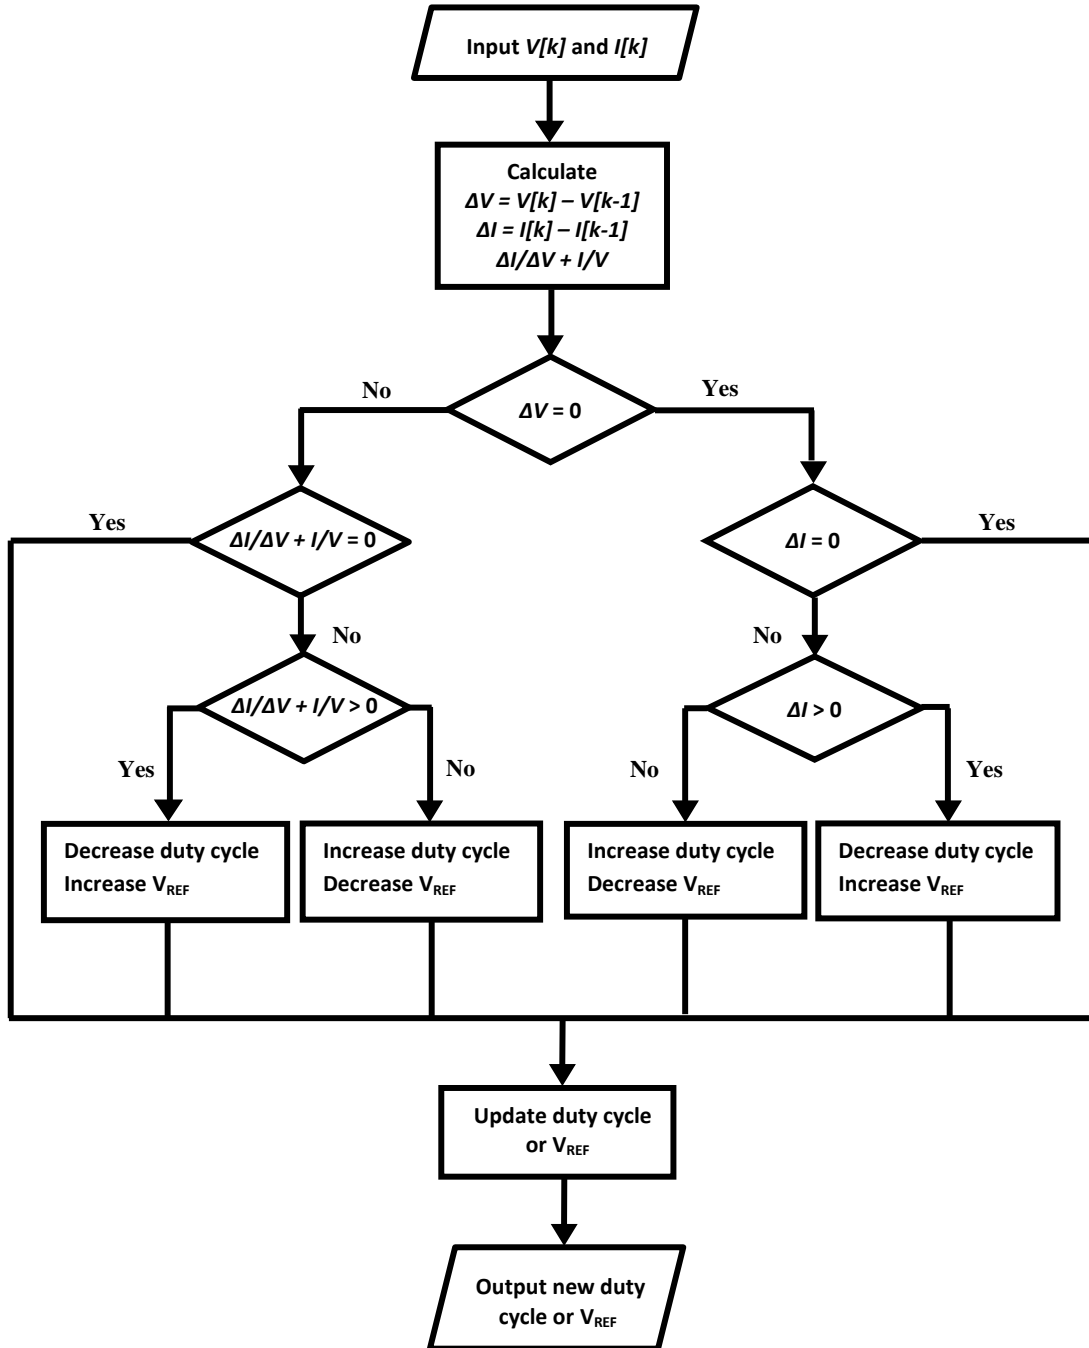 Input V[k] and I[k]
Calculate
ΔV = V[k] – V[k-1]
ΔI = I[k] – I[k-1]
ΔI/ΔV + I/V
No
Yes
ΔV = 0
Yes
ΔI/ΔV + I/V = 0
ΔI = 0
Yes
No
No
ΔI/ΔV + I/V > 0
ΔI > 0
Yes
No
No
Yes
Decrease duty cycle
Increase VREF
Increase duty cycle
Decrease VREF
Increase duty cycle
Decrease VREF
Decrease duty cycle
Increase VREF
Update duty cycle
or VREF
Output new duty
cycle or VREF